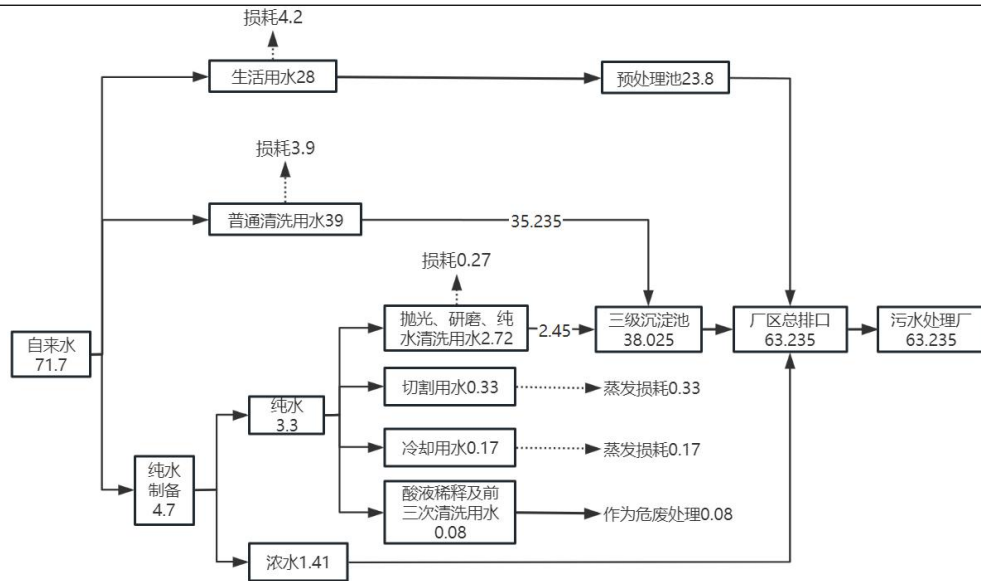 损耗4.2
生活用水28
预处理池23.8
损耗3.9
普通清洗用水39
35.235
损耗0.27
抛光、研磨、纯
水清洗用水2.72
2.45
三级沉淀池
38.025
厂区总排口
63.235
污水处理厂
63.235
自来水
71.7
切割用水0.33
蒸发损耗0.33
纯水
3.3
冷却用水0.17
蒸发损耗0.17
纯水
制备
4.7
酸液稀释及前
三次清洗用水
0.08
作为危废处理0.08
浓水1.41